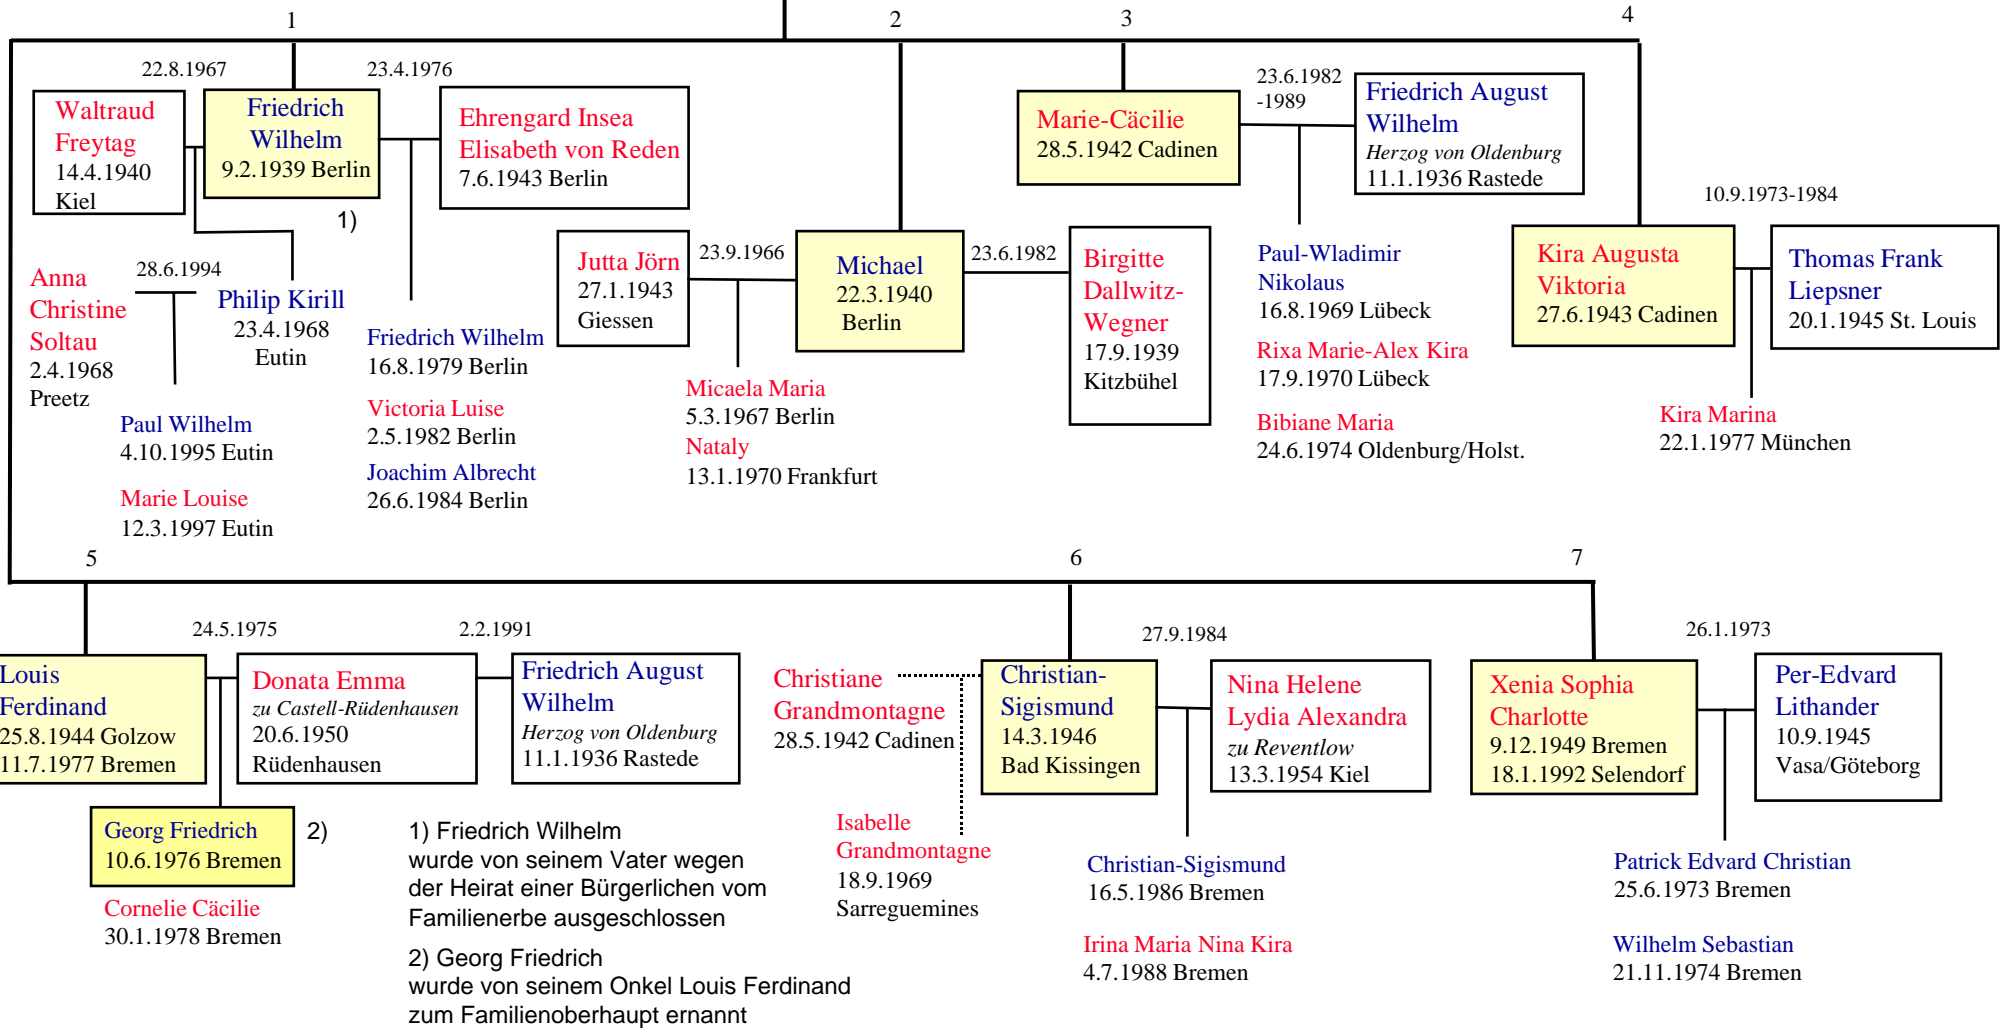 1
2
3
4
22.8.1967
23.4.1976
Waltraud
Freytag
14.4.1940
Kiel
Friedrich
Wilhelm
9.2.1939 Berlin
1)
Ehrengard Insea
Elisabeth von Reden
7.6.1943 Berlin
Marie-Cäcilie
28.5.1942 Cadinen
23.6.1982
-1989
Friedrich August
Wilhelm
Herzog von Oldenburg
11.1.1936 Rastede
10.9.1973-1984
Anna
Christine
Soltau
2.4.1968
Preetz
28.6.1994
Philip Kirill
23.4.1968
Eutin
Paul Wilhelm
4.10.1995 Eutin
Marie Louise
12.3.1997 Eutin
Friedrich Wilhelm
16.8.1979 Berlin
Victoria Luise
2.5.1982 Berlin
Joachim Albrecht
26.6.1984 Berlin
Jutta Jörn
27.1.1943
Giessen
23.9.1966
Michael
22.3.1940
Berlin
23.6.1982
Birgitte
Dallwitz-
Wegner
17.9.1939
Kitzbühel
Micaela Maria
5.3.1967 Berlin
Nataly
13.1.1970 Frankfurt
Paul-Wladimir
Nikolaus
16.8.1969 Lübeck
Rixa Marie-Alex Kira
17.9.1970 Lübeck
Bibiane Maria
24.6.1974 Oldenburg/Holst.
Kira Augusta
Viktoria
27.6.1943 Cadinen
Thomas Frank
Liepsner
20.1.1945 St. Louis
Kira Marina
22.1.1977 München
5
6
7
24.5.1975
2.2.1991
Louis
Ferdinand
25.8.1944 Golzow
11.7.1977 Bremen
Donata Emma
zu Castell-Rüdenhausen
20.6.1950
Rüdenhausen
Friedrich August
Wilhelm
Herzog von Oldenburg
11.1.1936 Rastede
Georg Friedrich
10.6.1976 Bremen
2)
Cornelie Cäcilie
30.1.1978 Bremen
1) Friedrich Wilhelm
wurde von seinem Vater wegen
der Heirat einer Bürgerlichen vom
Familienerbe ausgeschlossen
2) Georg Friedrich
wurde von seinem Onkel Louis Ferdinand
zum Familienoberhaupt ernannt
Christiane
Grandmontagne
28.5.1942 Cadinen
Isabelle
Grandmontagne
18.9.1969
Sarreguemines
27.9.1984
Christian-
Sigismund
14.3.1946
Bad Kissingen
Nina Helene
Lydia Alexandra
zu Reventlow
13.3.1954 Kiel
Christian-Sigismund
16.5.1986 Bremen
Irina Maria Nina Kira
4.7.1988 Bremen
26.1.1973
Xenia Sophia
Charlotte
9.12.1949 Bremen
18.1.1992 Selendorf
Per-Edvard
Lithander
10.9.1945
Vasa/Göteborg
Patrick Edvard Christian
25.6.1973 Bremen
Wilhelm Sebastian
21.11.1974 Bremen